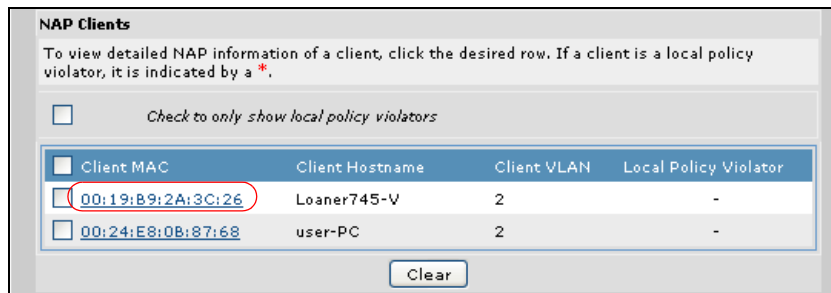 NAP Clients
To view detailed NAP information of a client, click the desired row. If a client is a local policy
violator, it is indicated by a *.
Check to only show local policy violators
Client MAC Client Hostname Client VLAN Local Policy Violator
00:19:B9:2A:3C:26 Loaner745-V 2 -
00:24:E8:0B:87:68 user-PC 2 -
Clear